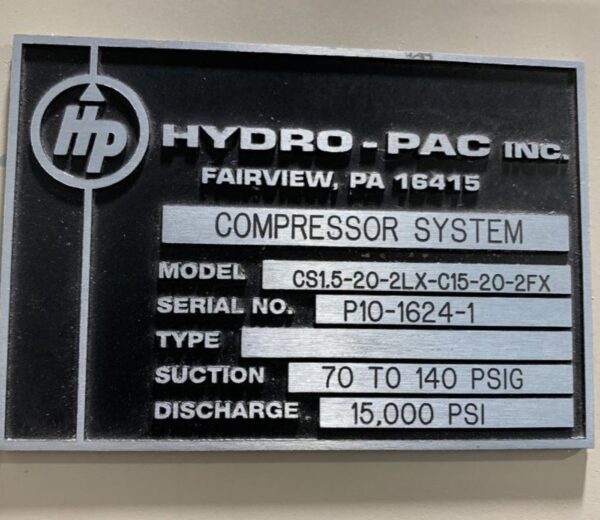 HP
HYDRO-PAC INC.
FAIRVIEW, PA 16415
COMPRESSOR SYSTEM
MODEL CS1.5-20-2LX-C15-20-2FX
SERIAL NO. P10-1624-1
TYPE
SUCTION 70 TO 140 PSIG
DISCHARGE 15,000 PSI